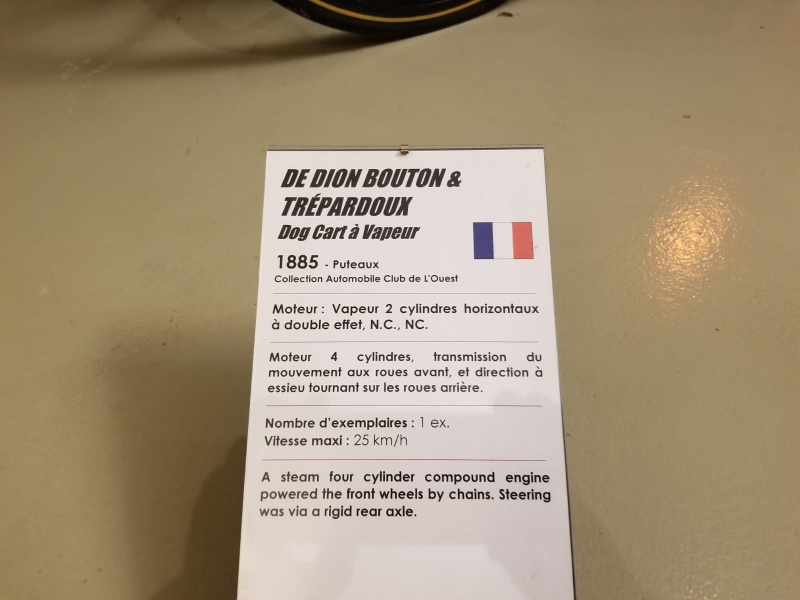 DE DION BOUTON &
TRÉPARDOUX
Dog Cart à Vapeur
1885 - Puteaux
Collection Automobile Club de L'Ouest
Moteur : Vapeur 2 cylindres horizontaux
à double effet, N.C., NC.
Moteur 4 cylindres, transmission du
mouvement aux roues avant, et direction à
essieu tournant sur les roues arrière.
Nombre d'exemplaires : 1 ex.
Vitesse maxi : 25 km/h
A steam four cylinder compound engine
powered the front wheels by chains. Steering
was via a rigid rear axle.